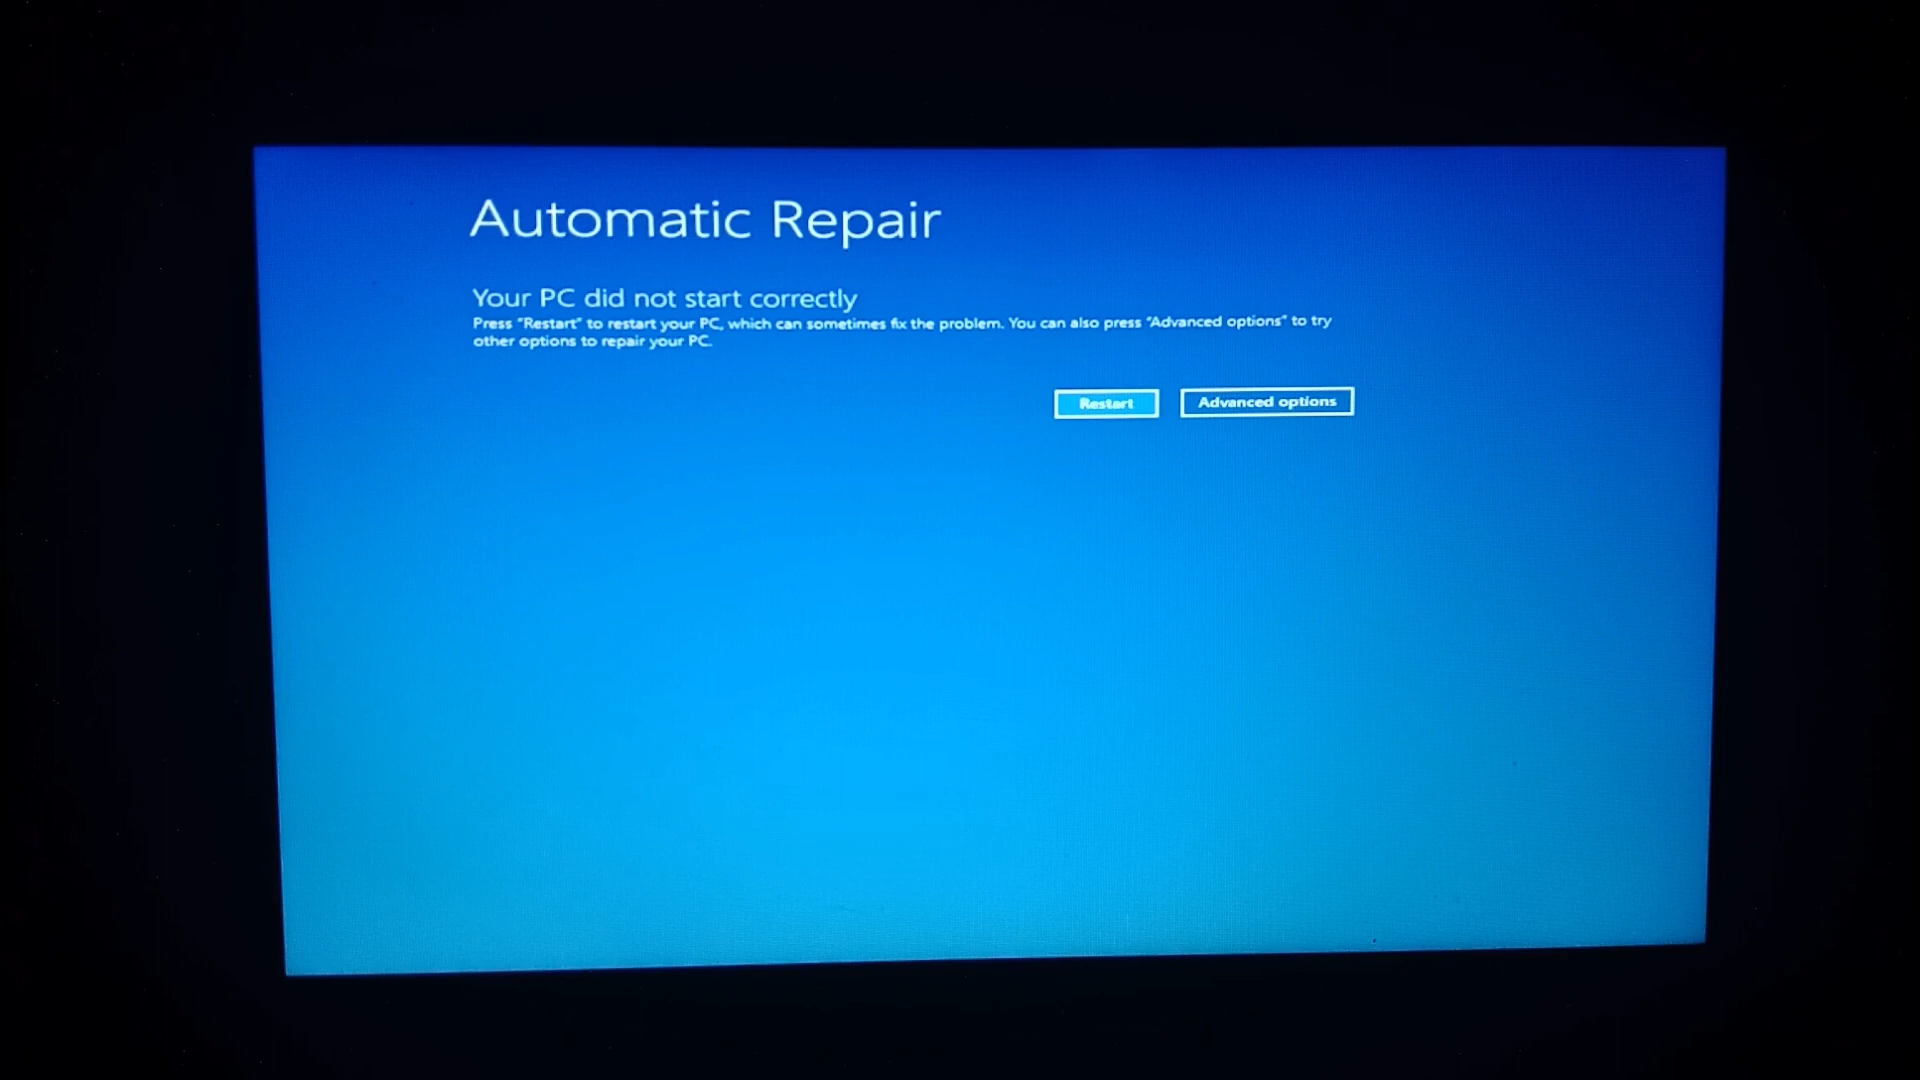 Automatic Repair
Your PC did not start correctly
Press "Restart" to restart your PC, which can sometimes fix the problem. You can also press "Advanced options" to try
other options to repair your PC.
Restart
Advanced options